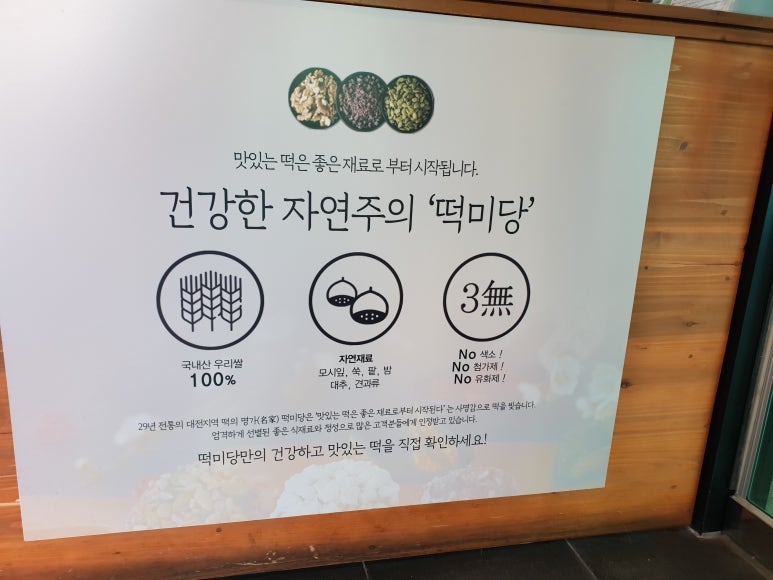 맛있는 떡은 좋은 재료로 부터 시작됩니다.
건강한 자연주의 '떡미당'
3無
국내산 우리쌀
100%
자연재료
모시잎, 쑥, 팥, 밤
대추, 견과류
No 색소 !
No 첨가제 !
No 유화제 !
29년 전통의 대전지역 떡의 명가(名家) 떡미당은 '맛있는 떡은 좋은 재료로부터 시작된다' 는 사명감으로 떡을 빚습니다.
엄격하게 선별된 좋은 식재료와 정성으로 많은 고객분들에게 인정받고 있습니다.
떡미당만의 건강하고 맛있는 떡을 직접 확인하세요!